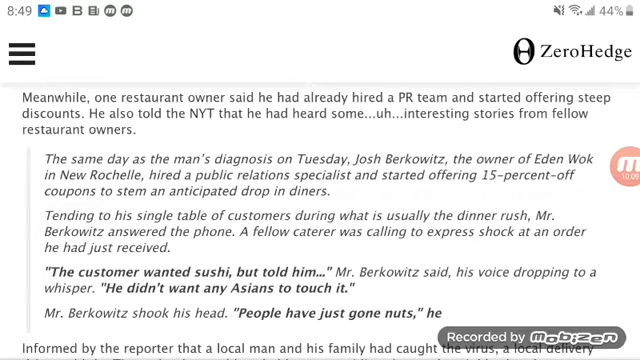 8:49
44%
ZeroHedge
Meanwhile, one restaurant owner said he had already hired a PR team and started offering steep
discounts. He also told the NYT that he had heard some...uh...interesting stories from fellow
restaurant owners.
The same day as the man's diagnosis on Tuesday, Josh Berkowitz, the owner of Eden Wok
in New Rochelle, hired a public relations specialist and started offering 15-percent-off
coupons to stem an anticipated drop in diners.
Tending to his single table of customers during what is usually the dinner rush, Mr.
Berkowitz answered the phone. A fellow caterer was calling to express shock at an order
he had just received.
"The customer wanted sushi, but told him..." Mr. Berkowitz said, his voice dropping to a
whisper. "He didn't want any Asians to touch it."
Mr. Berkowitz shook his head. "People have just gone nuts," he
Recorded by
mobizen
Informed by the reporter that a local man and his family had caught the virus, a local delivery